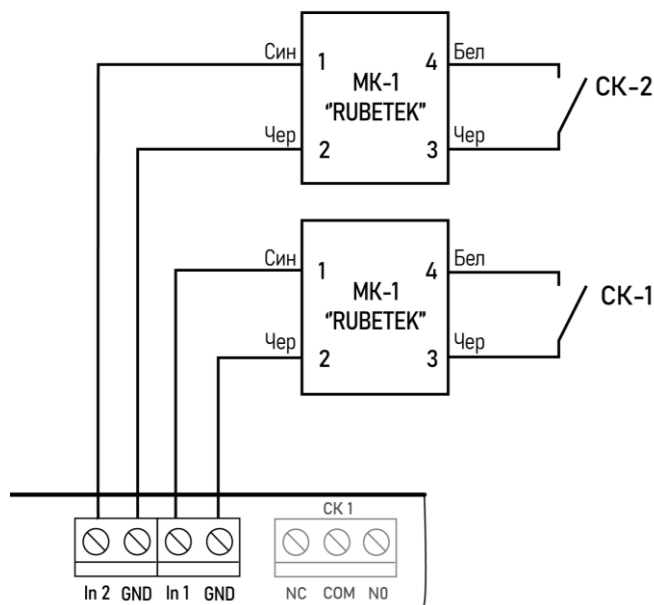 Син 1 4 Бел
МК-1
"RUBETEK"
Чер 2 3 Чер
СК-2
Син 1 4 Бел
МК-1
"RUBETEK"
Чер 2 3 Чер
СК-1
СК 1
In 2 GND In 1 GND NC COM NO